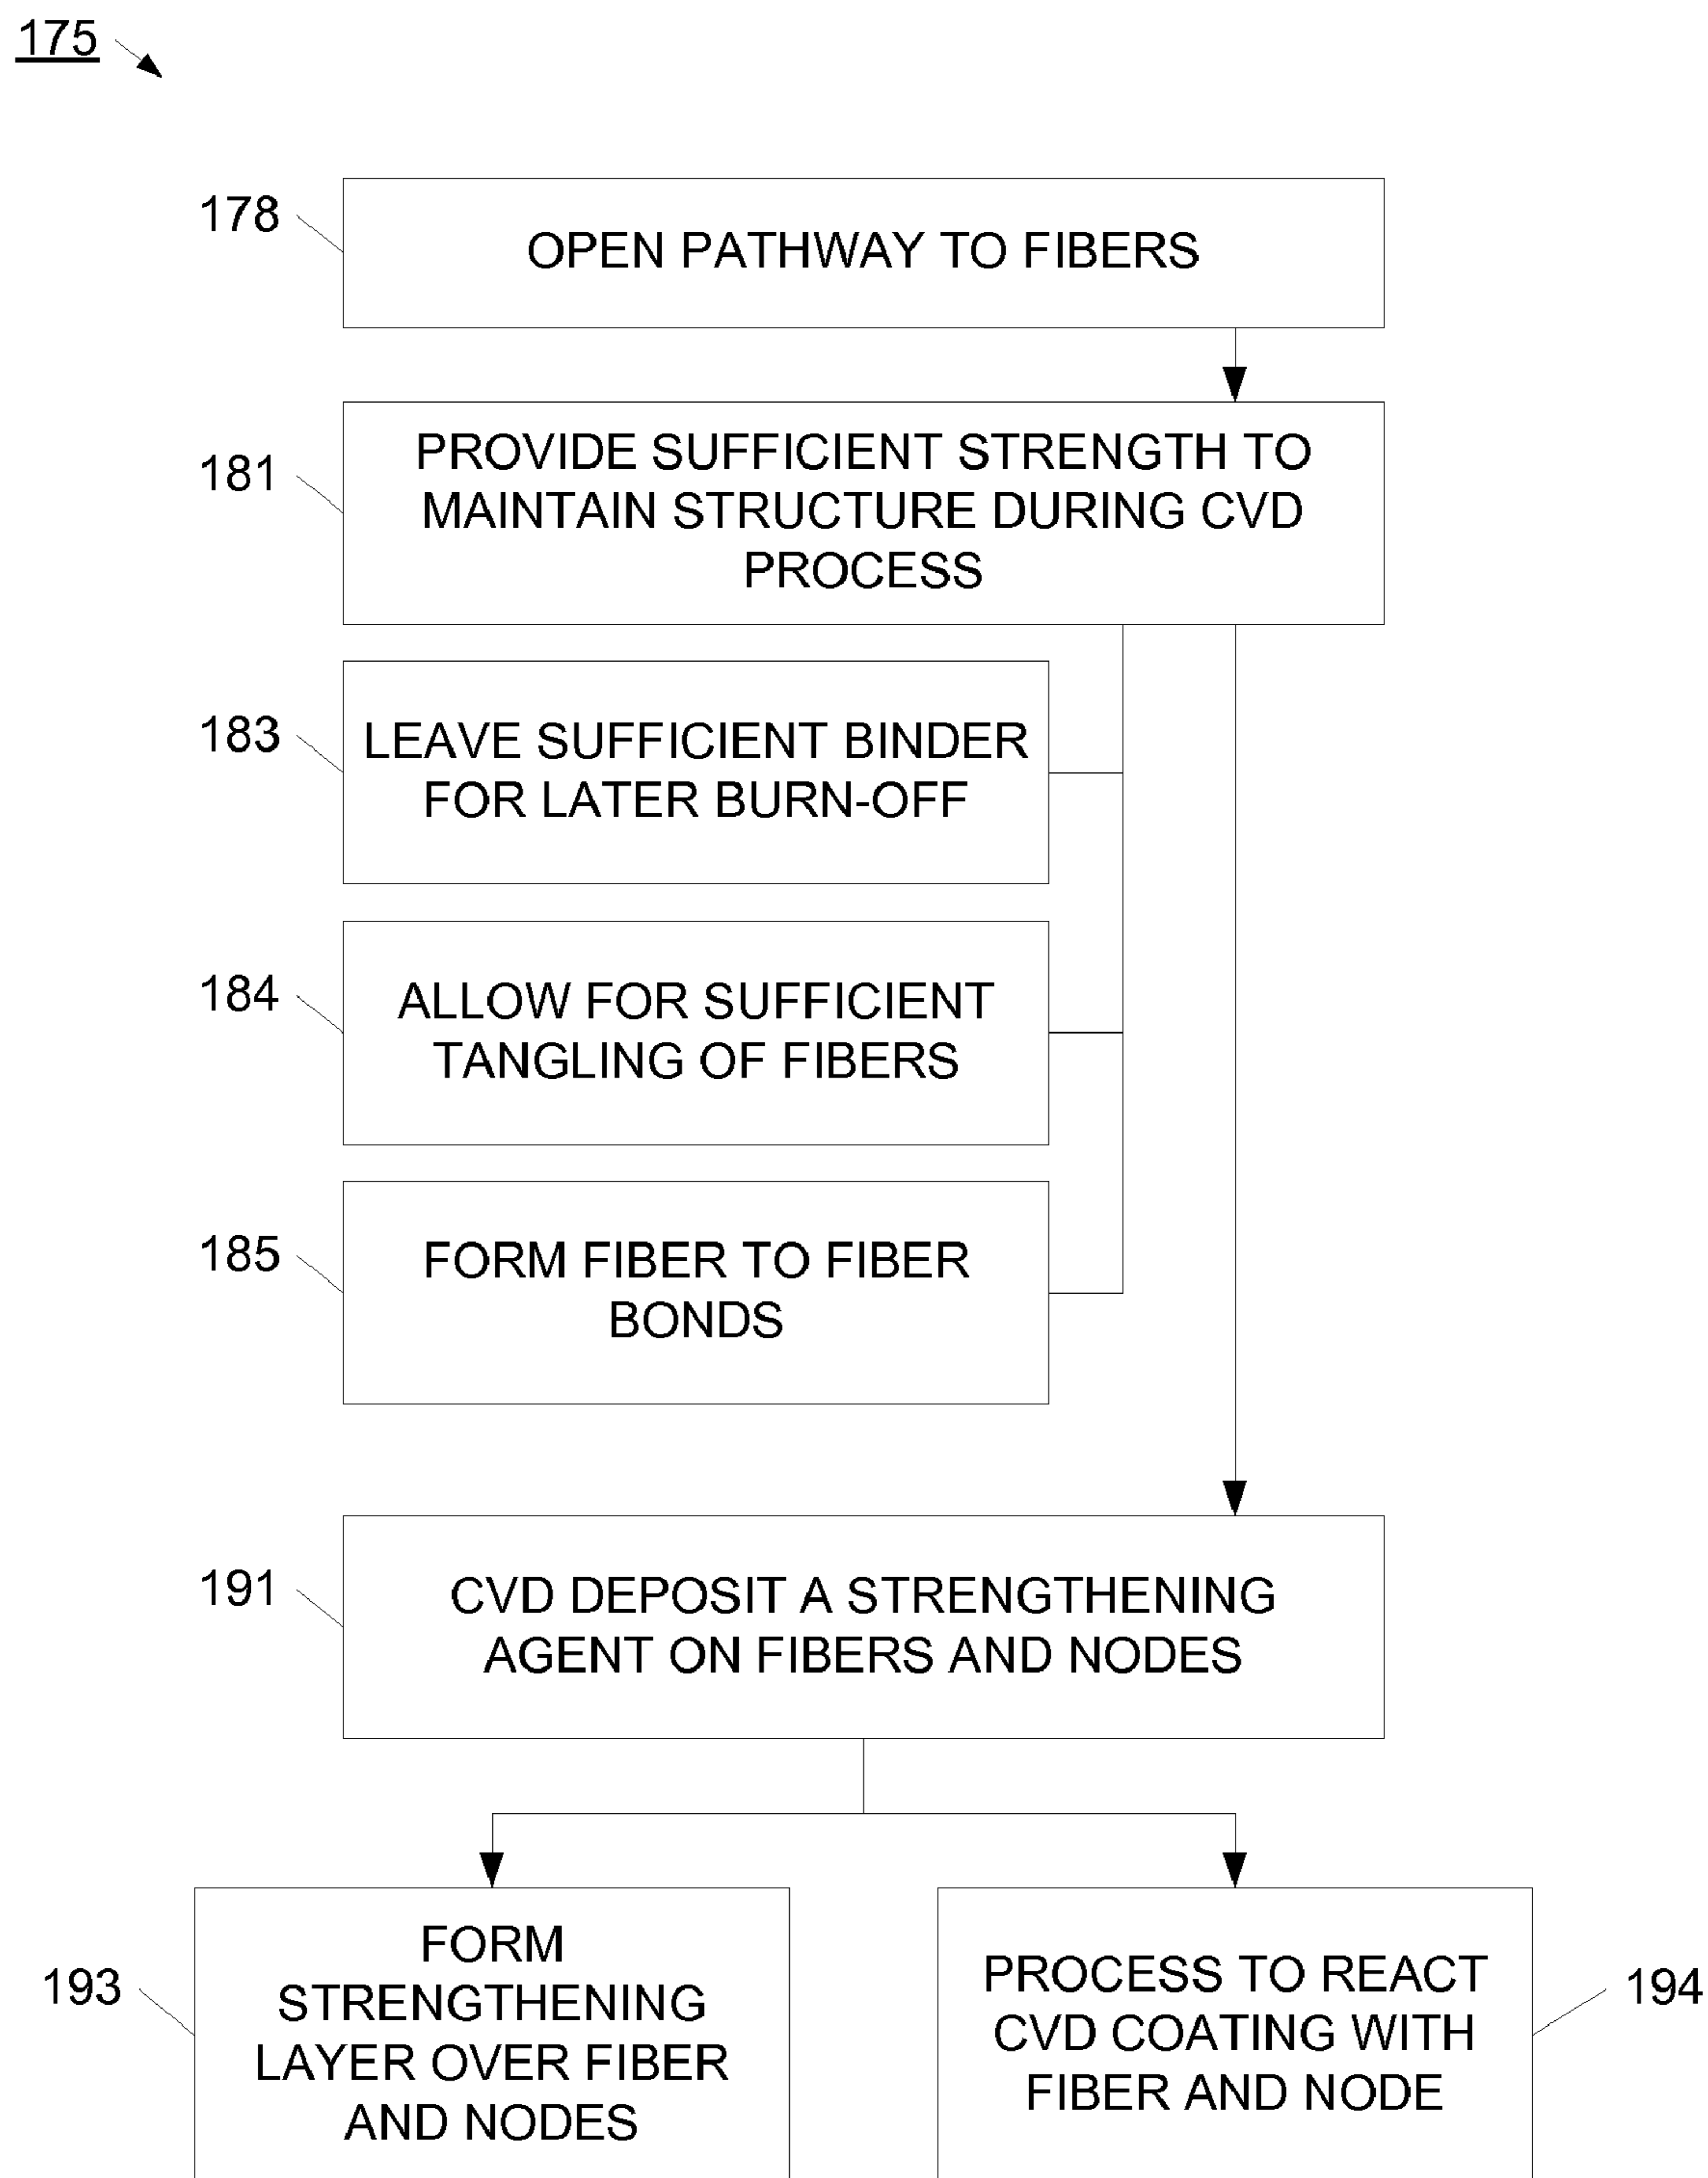 175
178
OPEN PATHWAY TO FIBERS
181
PROVIDE SUFFICIENT STRENGTH TO
MAINTAIN STRUCTURE DURING CVD
PROCESS
183
LEAVE SUFFICIENT BINDER
FOR LATER BURN-OFF
184
ALLOW FOR SUFFICIENT
TANGLING OF FIBERS
185
FORM FIBER TO FIBER
BONDS
191
CVD DEPOSIT A STRENGTHENING
AGENT ON FIBERS AND NODES
193
FORM
STRENGTHENING
LAYER OVER FIBER
AND NODES
PROCESS TO REACT
CVD COATING WITH
FIBER AND NODE
194